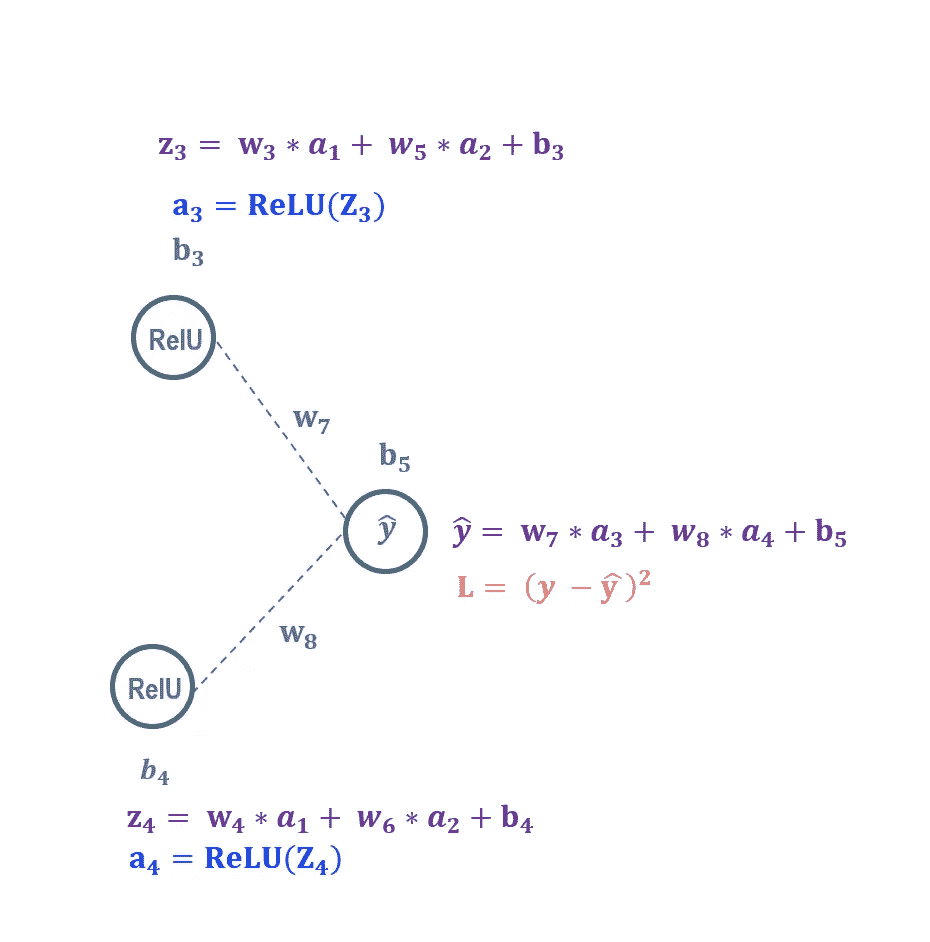 z₃ = w₃ * a₁ + w₅ * a₂ + b₃
a₃ = ReLU(Z₃)
b₃
RelU
w₇
b₅
ŷ
ŷ = w₇ * a₃ + w₈ * a₄ + b₅
L = (y − ŷ)²
w₈
RelU
b₄
z₄ = w₄ * a₁ + w₆ * a₂ + b₄
a₄ = ReLU(Z₄)